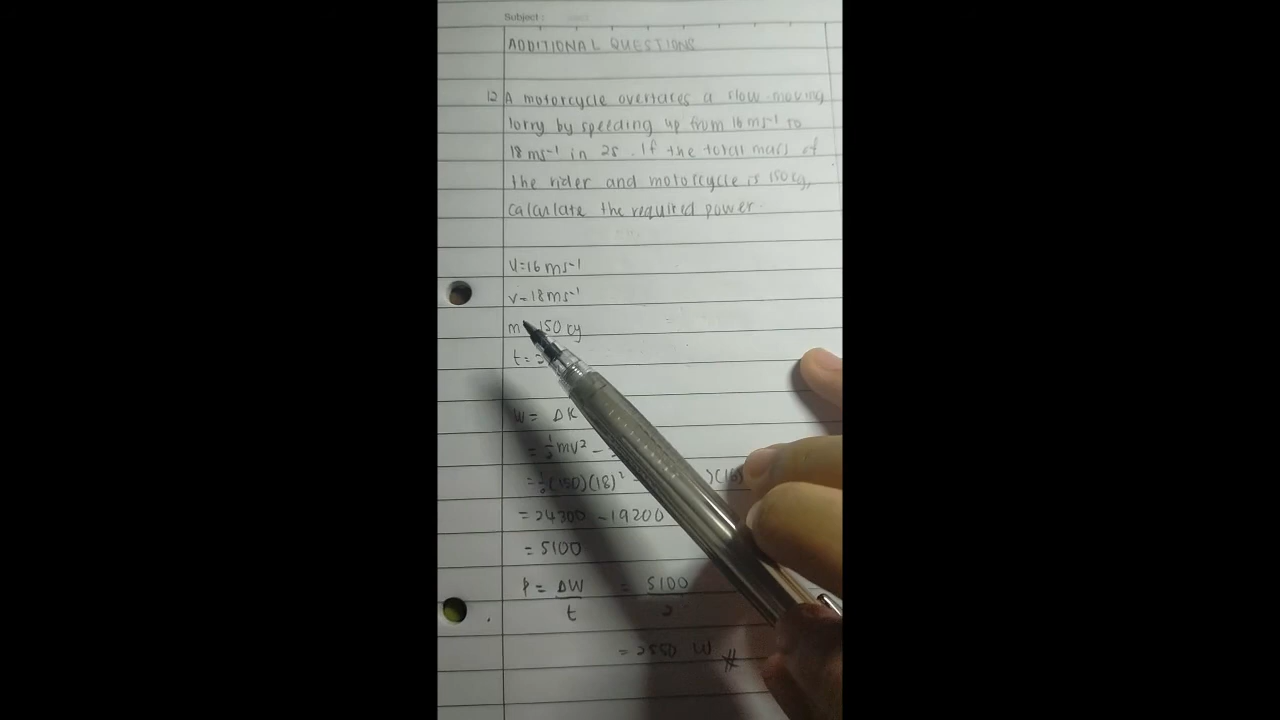 Subject :
ADDITIONAL QUESTIONS
12 A motorcycle overtakes a slow-moving
lorry by speeding up from 16 ms⁻¹ to
18 ms⁻¹ in 2s . If the total mass of
the rider and motorcycle is 150 kg,
calculate the required power.
u=16 ms⁻¹
v=18 ms⁻¹
m 150 kg
t=
W = ΔK
= ½mv² –
= ½(150)(18)² )(16)
= 24300 – 19200
= 5100
P = ΔW/t = 5100/2
= 2550 W #